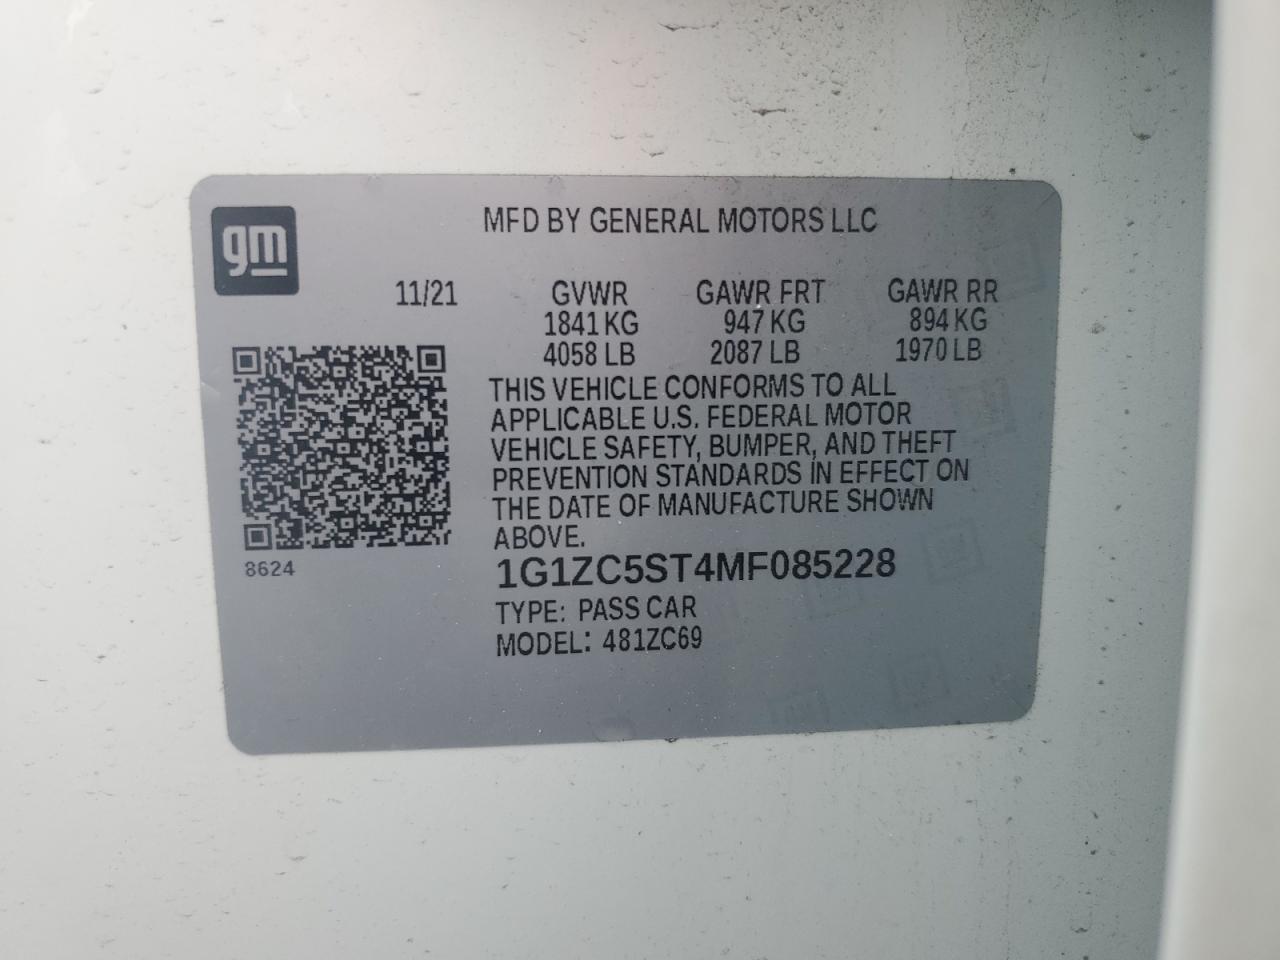 MFD BY GENERAL MOTORS LLC
gm
11/21 GVWR GAWR FRT GAWR RR
1841 KG 947 KG 894 KG
4058 LB 2087 LB 1970 LB
THIS VEHICLE CONFORMS TO ALL
APPLICABLE U.S. FEDERAL MOTOR
VEHICLE SAFETY, BUMPER, AND THEFT
PREVENTION STANDARDS IN EFFECT ON
THE DATE OF MANUFACTURE SHOWN
ABOVE.
8624
1G1ZC5ST4MF085228
TYPE: PASS CAR
MODEL: 481ZC69